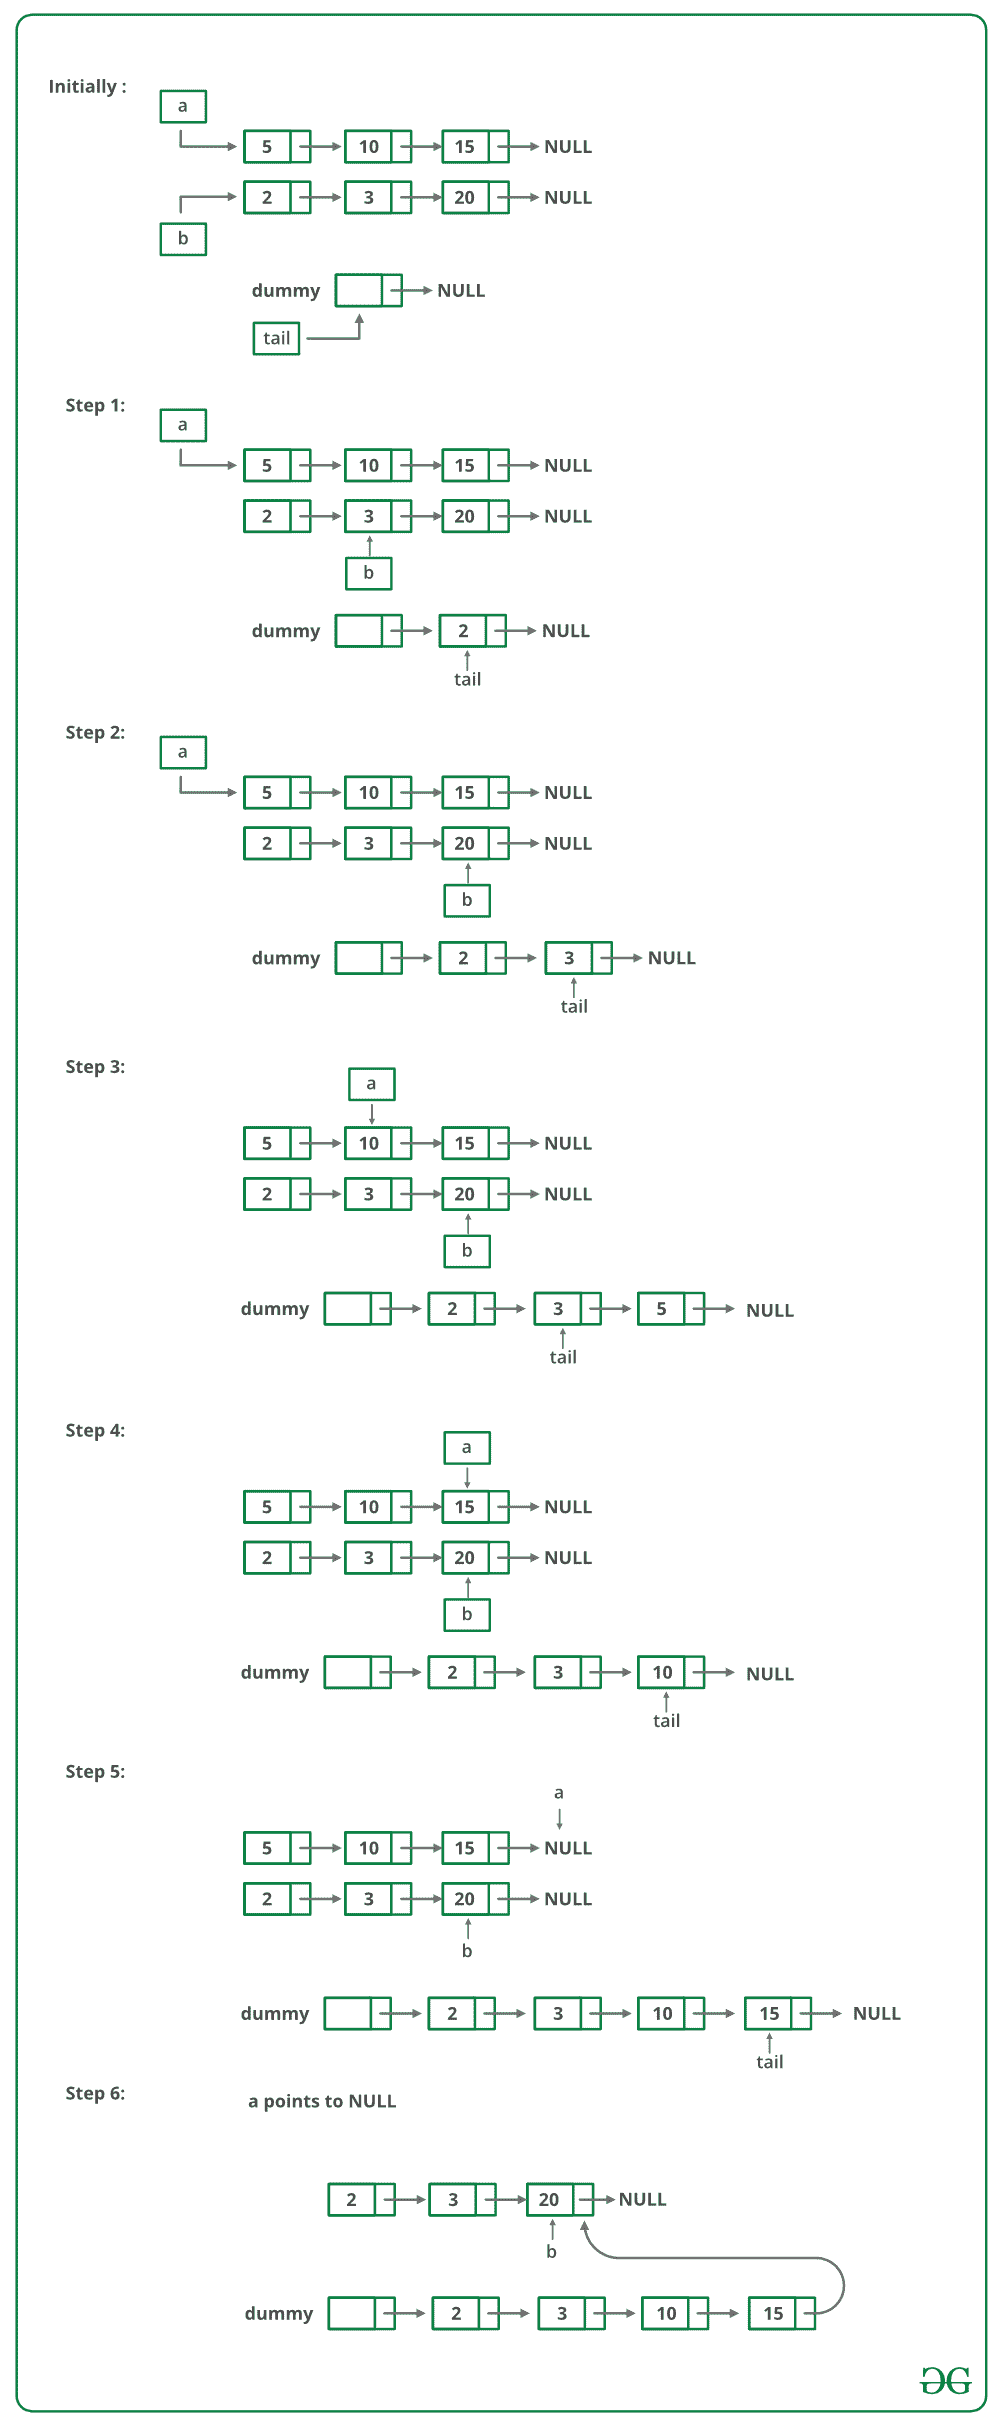 Initially :
a
5 10 15 NULL
2 3 20 NULL
b
dummy NULL
tail
Step 1:
a
5 10 15 NULL
2 3 20 NULL
b
dummy 2 NULL
tail
Step 2:
a
5 10 15 NULL
2 3 20 NULL
b
dummy 2 3 NULL
tail
Step 3:
a
5 10 15 NULL
2 3 20 NULL
b
dummy 2 3 5 NULL
tail
Step 4:
a
5 10 15 NULL
2 3 20 NULL
b
dummy 2 3 10 NULL
tail
Step 5:
a
5 10 15 NULL
2 3 20 NULL
b
dummy 2 3 10 15 NULL
tail
Step 6:
a points to NULL
2 3 20 NULL
b
dummy 2 3 10 15